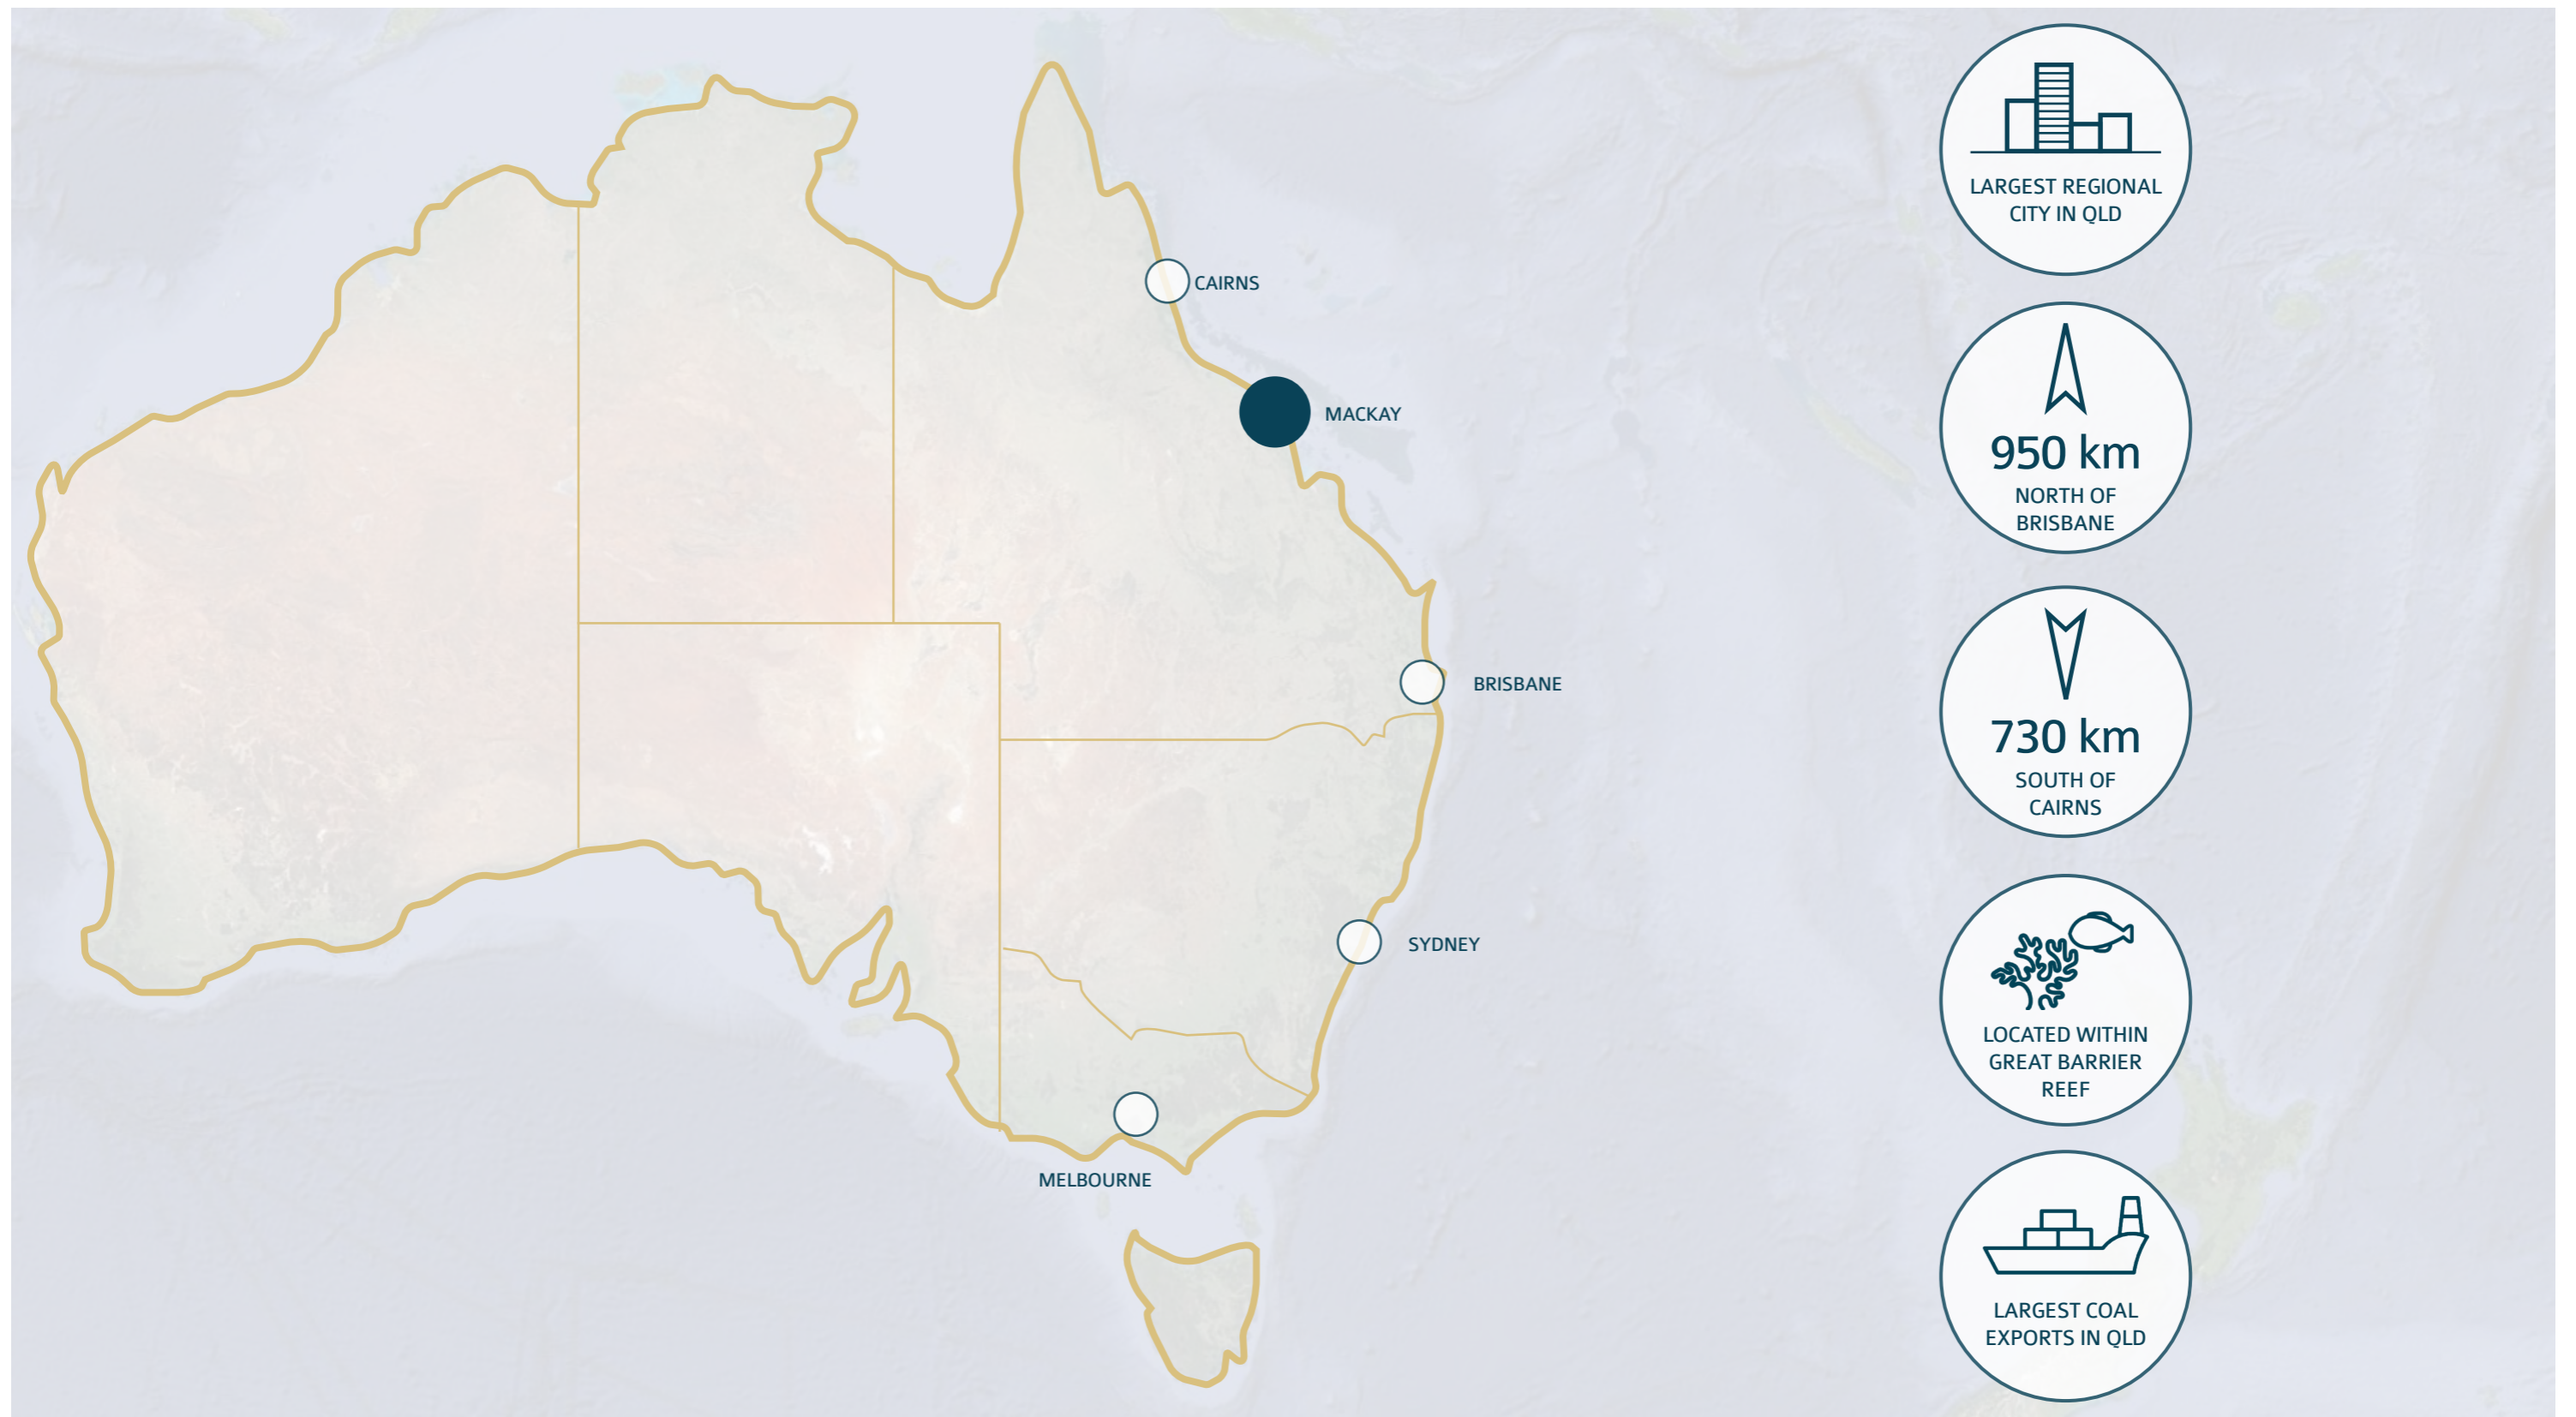 CAIRNS
MACKAY
BRISBANE
SYDNEY
MELBOURNE
LARGEST REGIONAL
CITY IN QLD
950 km
NORTH OF
BRISBANE
730 km
SOUTH OF
CAIRNS
LOCATED WITHIN
GREAT BARRIER
REEF
LARGEST COAL
EXPORTS IN QLD